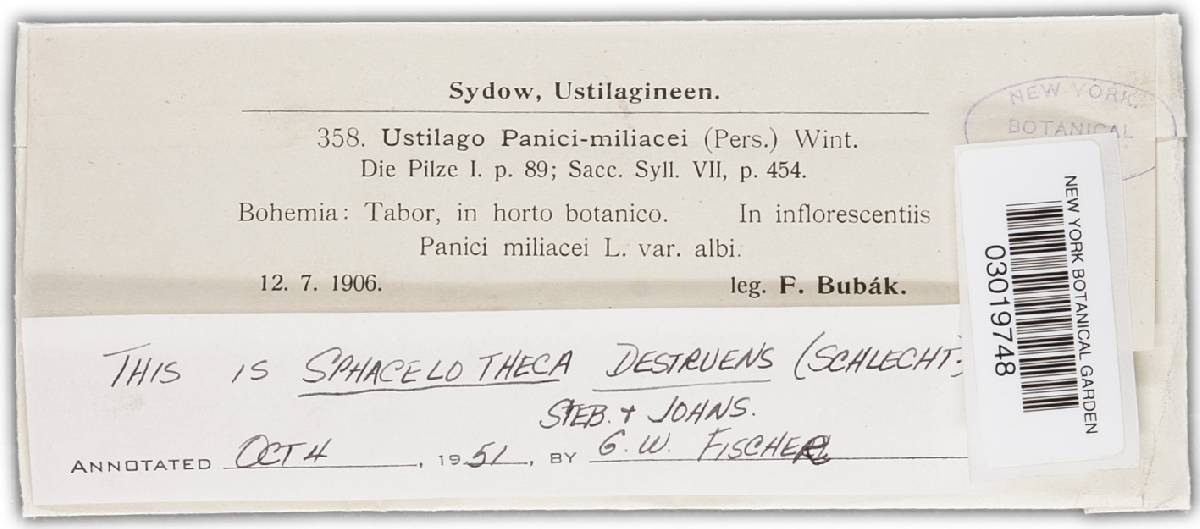 Sydow, Ustilagineen.
358. Ustilago Panici-miliacei (Pers.) Wint.
Die Pilze I. p. 89; Sacc. Syll. VII, p. 454.
Bohemia: Tabor, in horto botanico. In inflorescentiis
Panici miliacei L. var. albi.
12. 7. 1906. leg. F. Bubák.
NEW YORK
BOTANICAL
THIS IS SPHACELOTHECA DESTRUENS (SCHLECHT.)
STEB. & JOHNS.
ANNOTATED OCT 4, 1951, BY G. W. FISCHER
NEW YORK BOTANICAL GARDEN
03019748